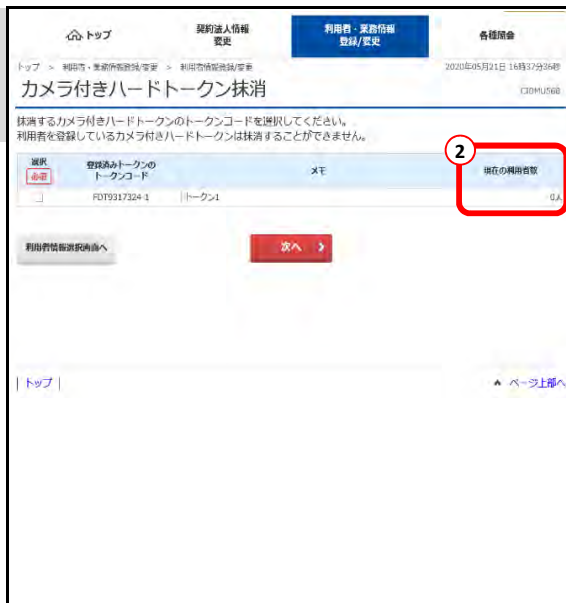 トップ
契約法人情報
変更
利用者・業務情報
登録/変更
各種照会
トップ > 利用者・業務情報登録/変更 > 利用者情報登録/変更
2020年05月21日 16時37分36秒
カメラ付きハードトークン抹消
CIOMU568
抹消するカメラ付きハードトークンのトークンコードを選択してください。
利用者を登録しているカメラ付きハードトークンは抹消することができません。
2
選択
必須
登録済みトークンの
トークンコード
メモ
現在の利用者数
FDT9317324-1
トークン1
0人
利用者情報選択画面へ
次へ
| トップ |
ページ上部へ